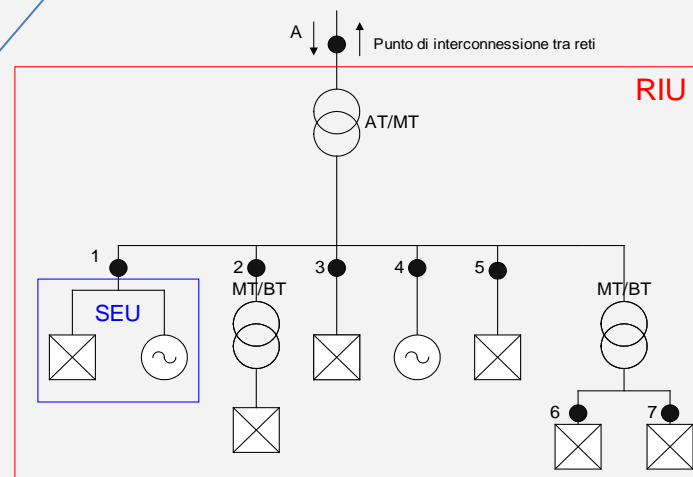 A
Punto di interconnessione tra reti
RIU
AT/MT
1
2
3
4
5
MT/BT
MT/BT
SEU
6
7